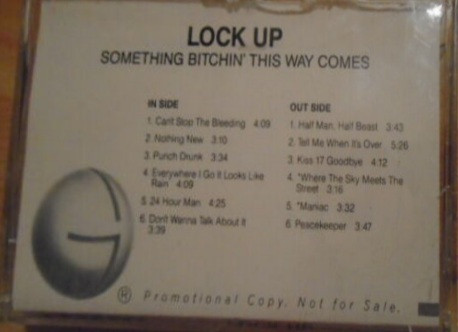 LOCK UP
SOMETHING BITCHIN' THIS WAY COMES
IN SIDE
1. Can't Stop The Bleeding 4:09
2. Nothing New 3:10
3. Punch Drunk 3:34
4. Everywhere I Go It Looks Like
Rain 4:09
5. 24 Hour Man 4:25
6. Don't Wanna Talk About It
3:39
OUT SIDE
1. Half Man, Half Beast 3:43
2. Tell Me When It's Over 5:26
3. Kiss 17 Goodbye 4:12
4. *Where The Sky Meets The
Street 3:16
5. *Maniac 3:32
6. Peacekeeper 3:47
Promotional Copy. Not for Sale.